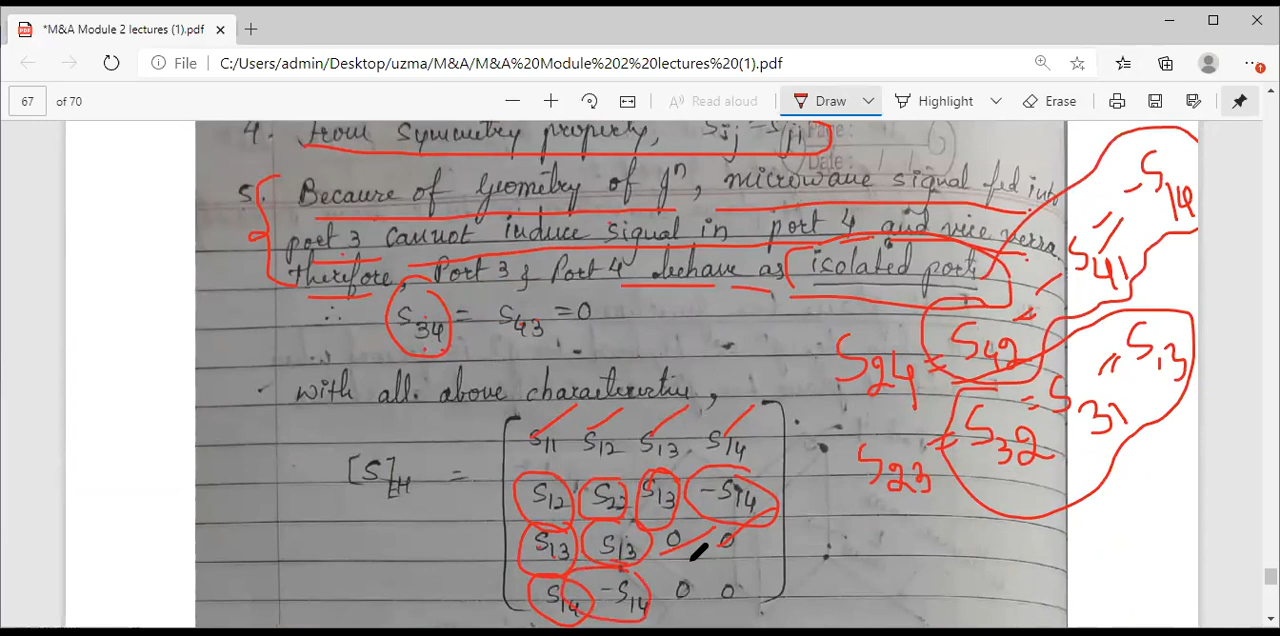 *M&A Module 2 lectures (1).pdf
File
C:/Users/admin/Desktop/uzma/M&A/M&A%20Module%202%20lectures%20(1).pdf
67 of 70
Read aloud
Draw
Highlight
Erase
4. from symmetry property, Sij = Sji
Date :
5. Because of geometry of jⁿ, microwave signal fed into
port 3 cannot induce signal in port 4 and vice versa
therefore, Port 3 & Port 4 behave as isolated ports
∴ S34 = S43 = 0
with all above characteristics,
[S]H =
S11 S12 S13 S14
S12 S22 S13 -S14
S13 S13 0 0
S14 -S14 0 0
S24 = S42 = -S41 = -S14
S23 = S32 = S31 = S13